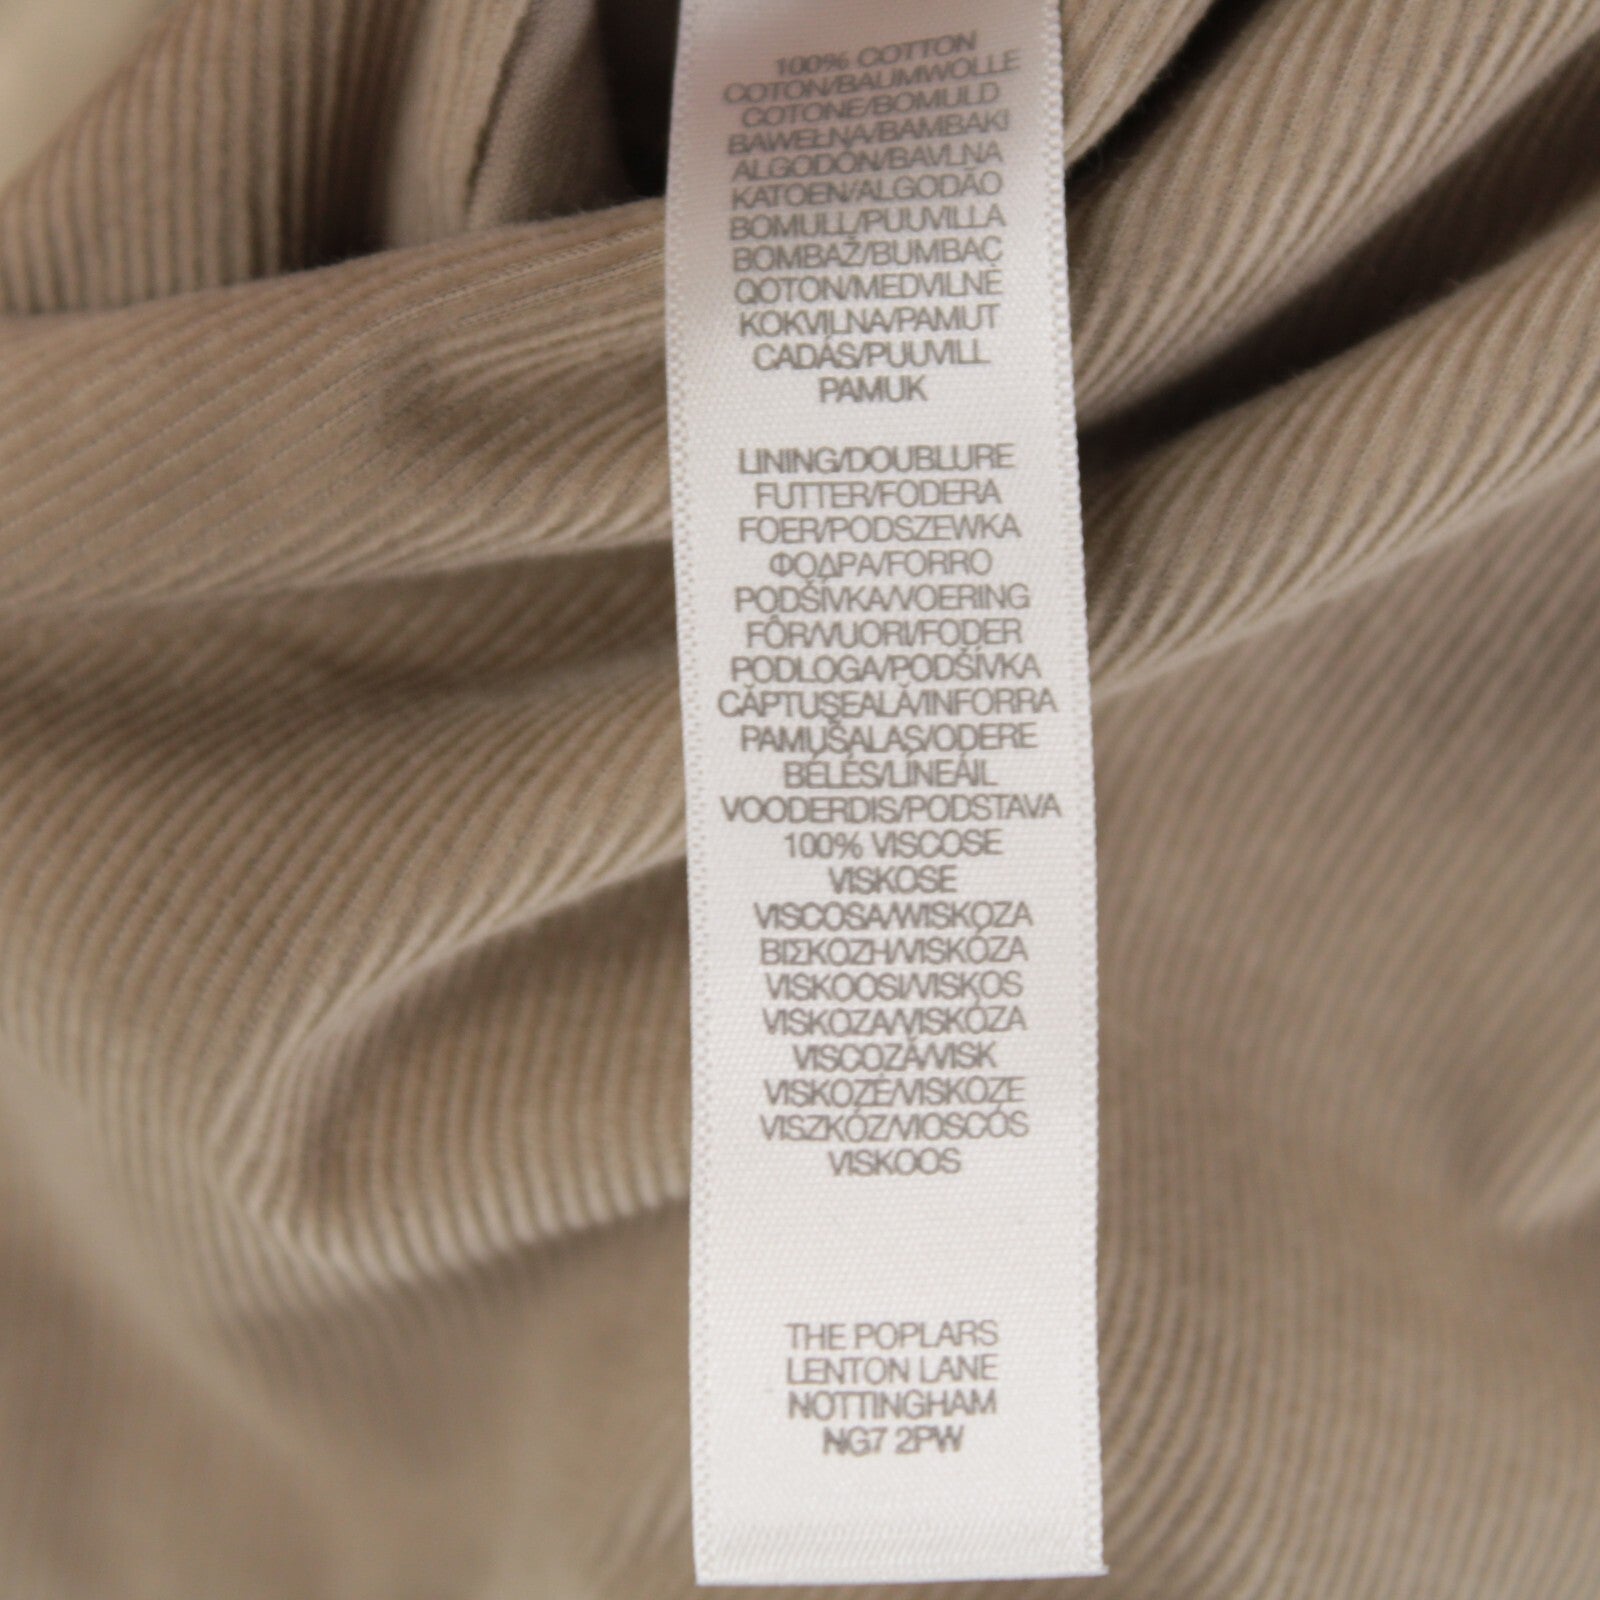 100% COTTON
COTON/BAUMWOLLE
COTONE/BOMULD
BAWEŁNA/BAMBAKI
ALGODÓN/BAVLNA
KATOEN/ALGODÃO
BOMULL/PUUVILLA
BOMBAŽ/BUMBAC
QOTON/MEDVILNĖ
KOKVILNA/PAMUT
CADÁS/PUUVILL
PAMUK
LINING/DOUBLURE
FUTTER/FODERA
FOER/PODSZEWKA
ΦΟΔΡΑ/FORRO
PODŠÍVKA/VOERING
FÔR/VUORI/FODER
PODLOGA/PODŠÍVKA
CĂPTUŞEALĂ/INFORRA
PAMUŠALAS/ODERE
BÉLÉS/LÍNEÁIL
VOODERDIS/PODSTAVA
100% VISCOSE
VISKOSE
VISCOSA/WISKOZA
ΒΙΣΚΟΖΗ/VISKÓZA
VISKOOSI/VISKOS
VISKOZA/VISKÓZA
VISCOZĂ/VISK
VISKOZĖ/VISKOZE
VISZKÓZ/VIOSCÓS
VISKOOS
THE POPLARS
LENTON LANE
NOTTINGHAM
NG7 2PW